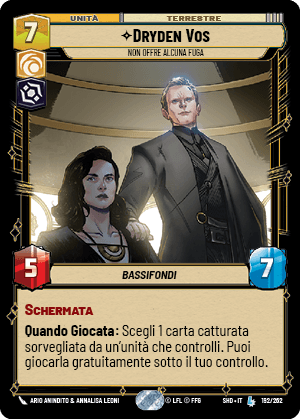 UNITÀ
TERRESTRE
7
✧DRYDEN VOS
NON OFFRE ALCUNA FUGA
BASSIFONDI
5
7
SCHERMATA
Quando Giocata: Scegli 1 carta catturata
sorvegliata da un'unità che controlli. Puoi
giocarla gratuitamente sotto il tuo controllo.
ARIO ANINDITO & ANNALISA LEONI
© LFL © FFG
SHD • IT
192/262